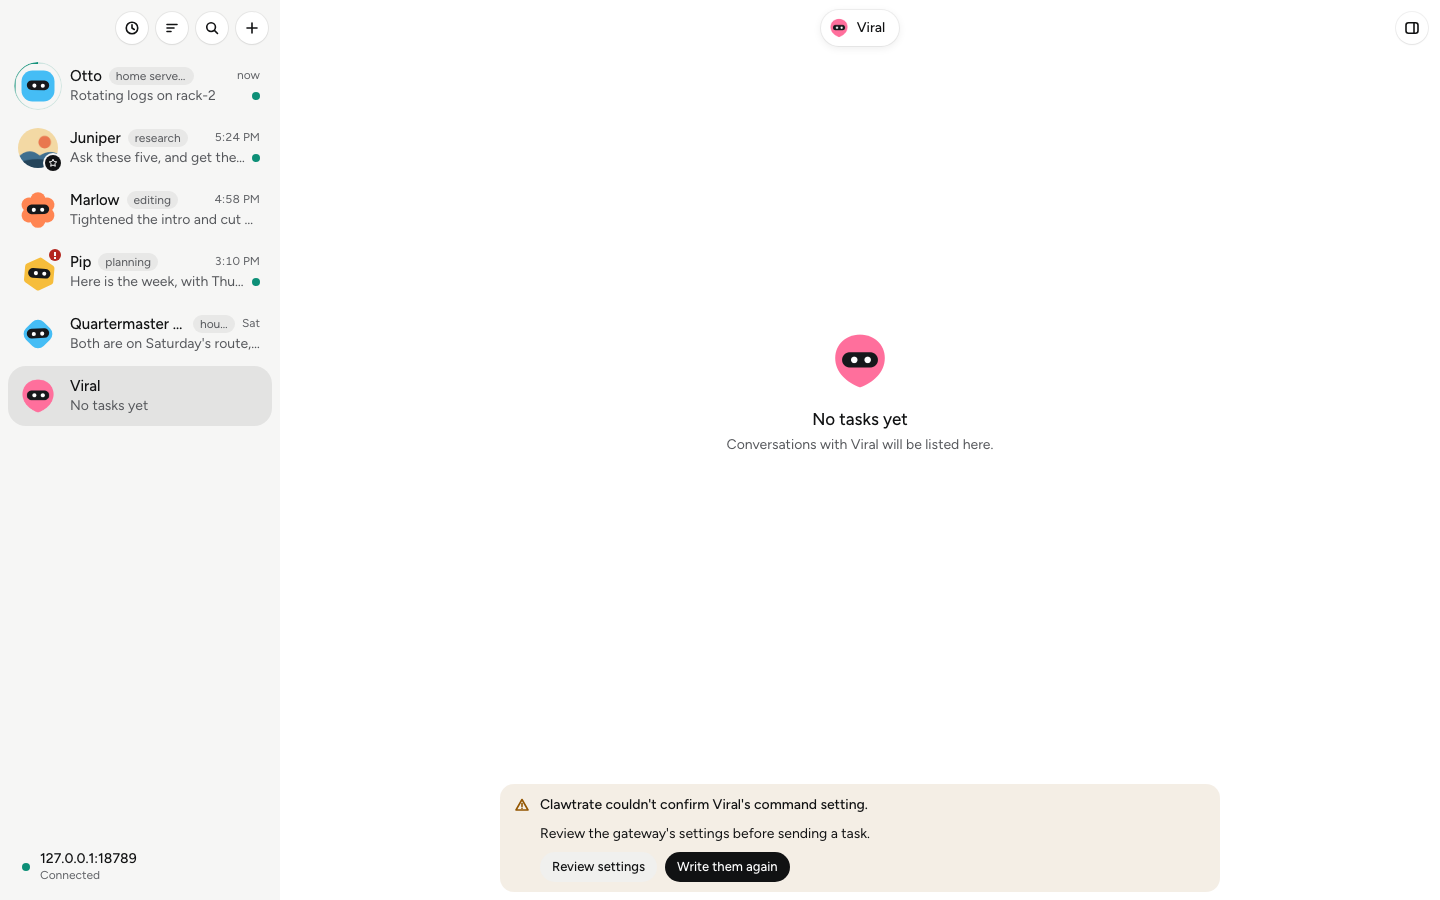 Viral
Otto home serve... now
Rotating logs on rack-2
Juniper research 5:24 PM
Ask these five, and get the...
Marlow editing 4:58 PM
Tightened the intro and cut ...
Pip planning 3:10 PM
Here is the week, with Thu...
Quartermaster ... hou... Sat
Both are on Saturday's route,...
Viral
No tasks yet
127.0.0.1:18789
Connected
No tasks yet
Conversations with Viral will be listed here.
Clawtrate couldn't confirm Viral's command setting.
Review the gateway's settings before sending a task.
Review settings Write them again